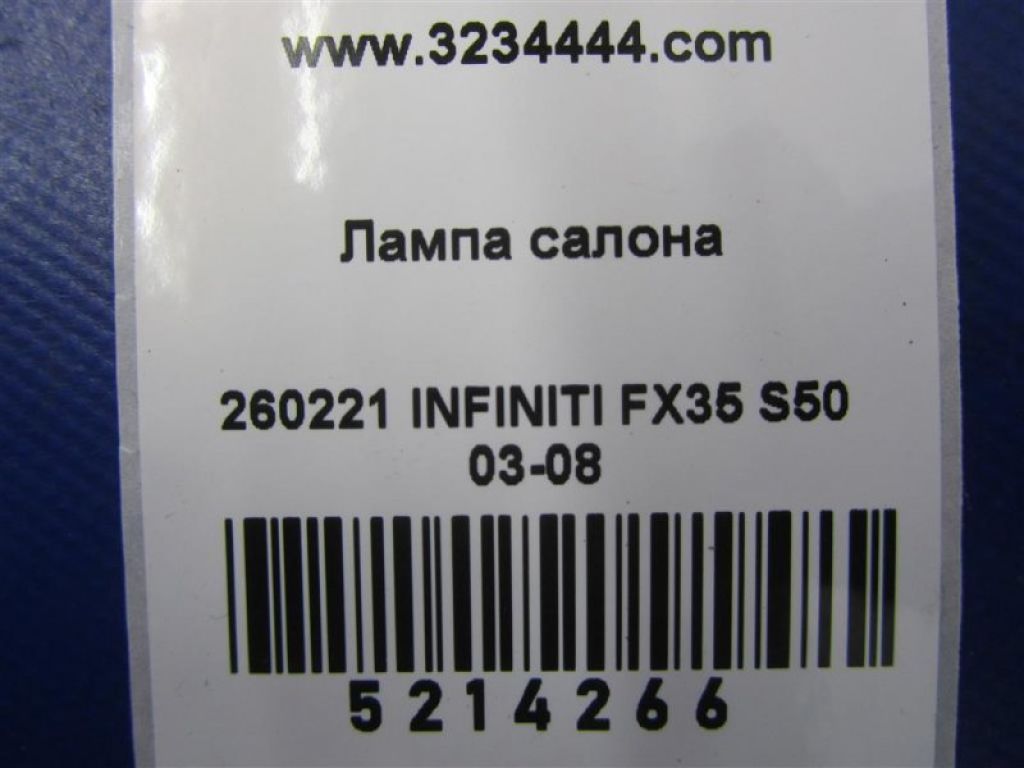 www.3234444.com
Лампа салона
260221 INFINITI FX35 S50
03-08
5214266